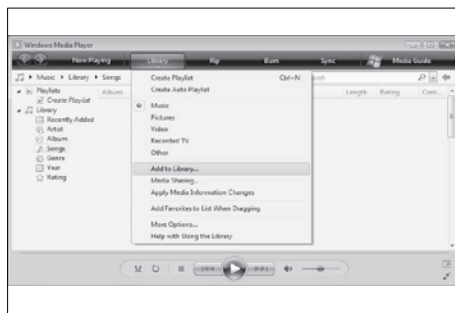 Windows Media Player
Now Playing Library Rip Burn Sync Media Guide
Music Library Songs
Playlists
Create Playlist
Library
Recently Added
Artist
Album
Songs
Genre
Year
Rating
Album
Create Playlist Ctrl+N
Create Auto Playlist
Music
Pictures
Video
Recorded TV
Other
Add to Library...
Media Sharing...
Apply Media Information Changes
Add Favorites to List When Dragging
More Options...
Help with Using the Library
Length Rating Cont...